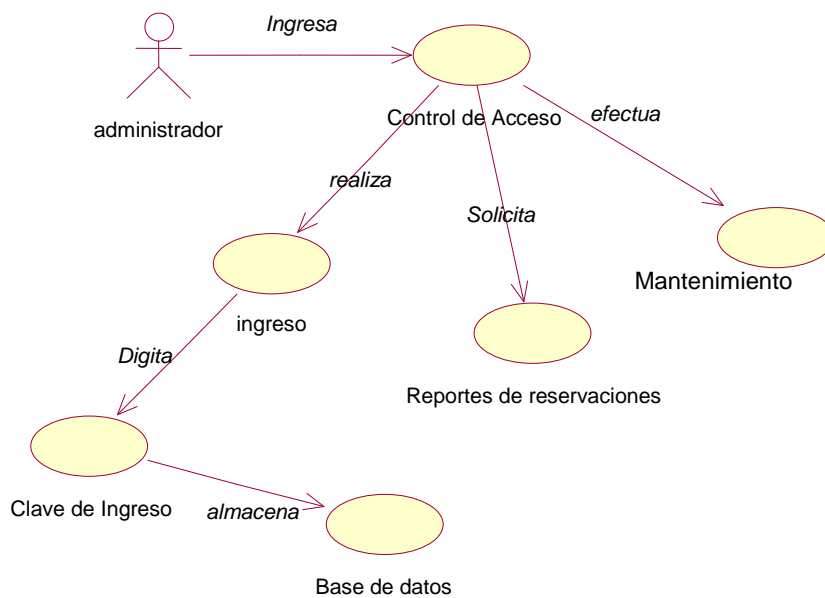 Ingresa
administrador
Control de Acceso
efectua
realiza
Solicita
Mantenimiento
ingreso
Digita
Reportes de reservaciones
Clave de Ingreso
almacena
Base de datos